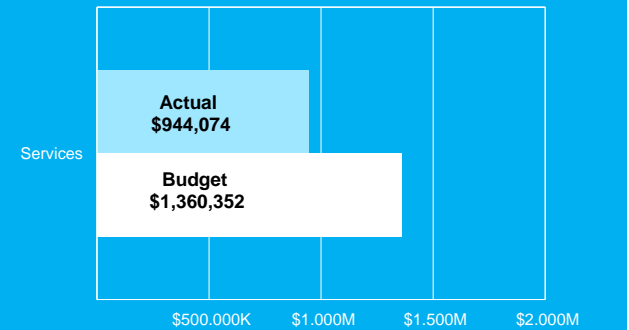 Actual
$944,074
Services
Budget
$1,360,352
$500.000K $1.000M $1.500M $2.000M